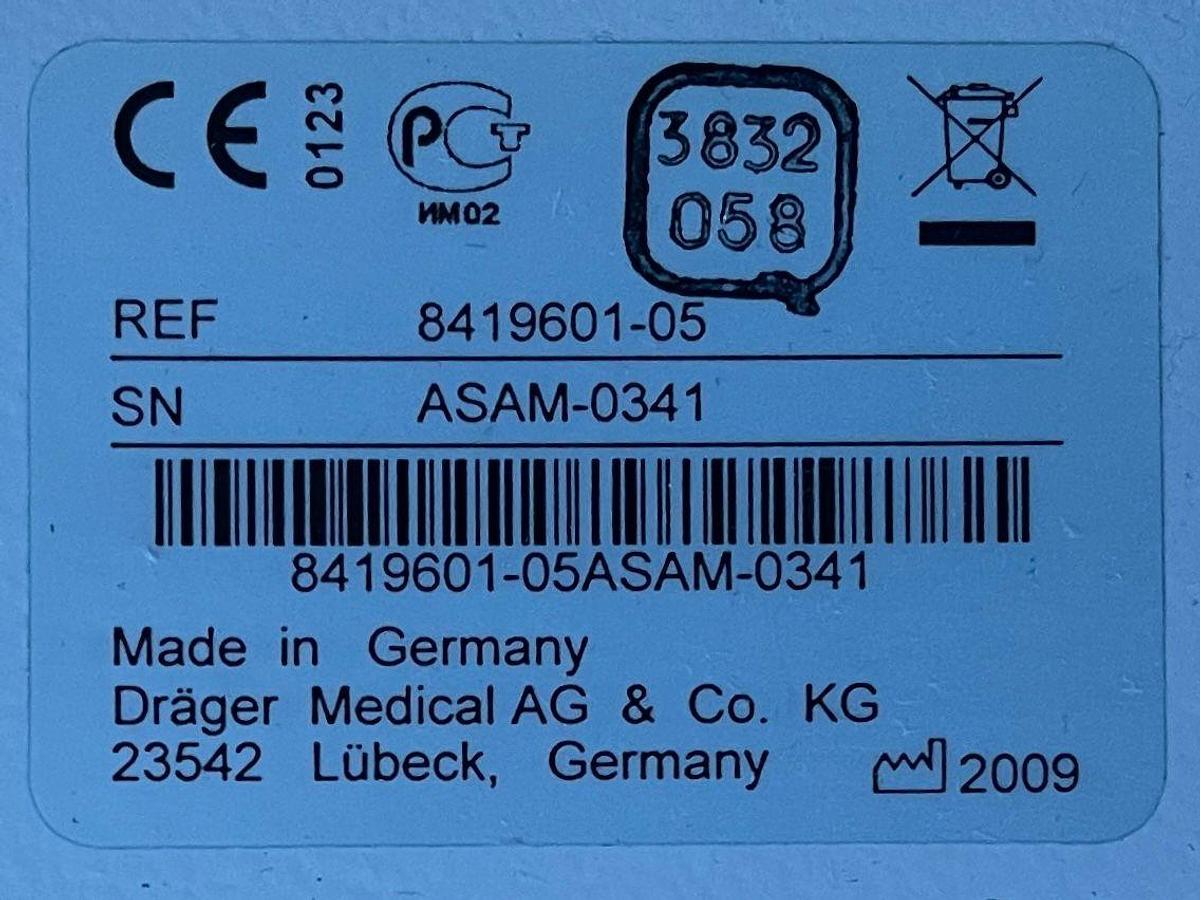 CE 0123
РСТ
ИМ02
3832
058
REF 8419601-05
SN ASAM-0341
8419601-05ASAM-0341
Made in Germany
Dräger Medical AG & Co. KG
23542 Lübeck, Germany
2009